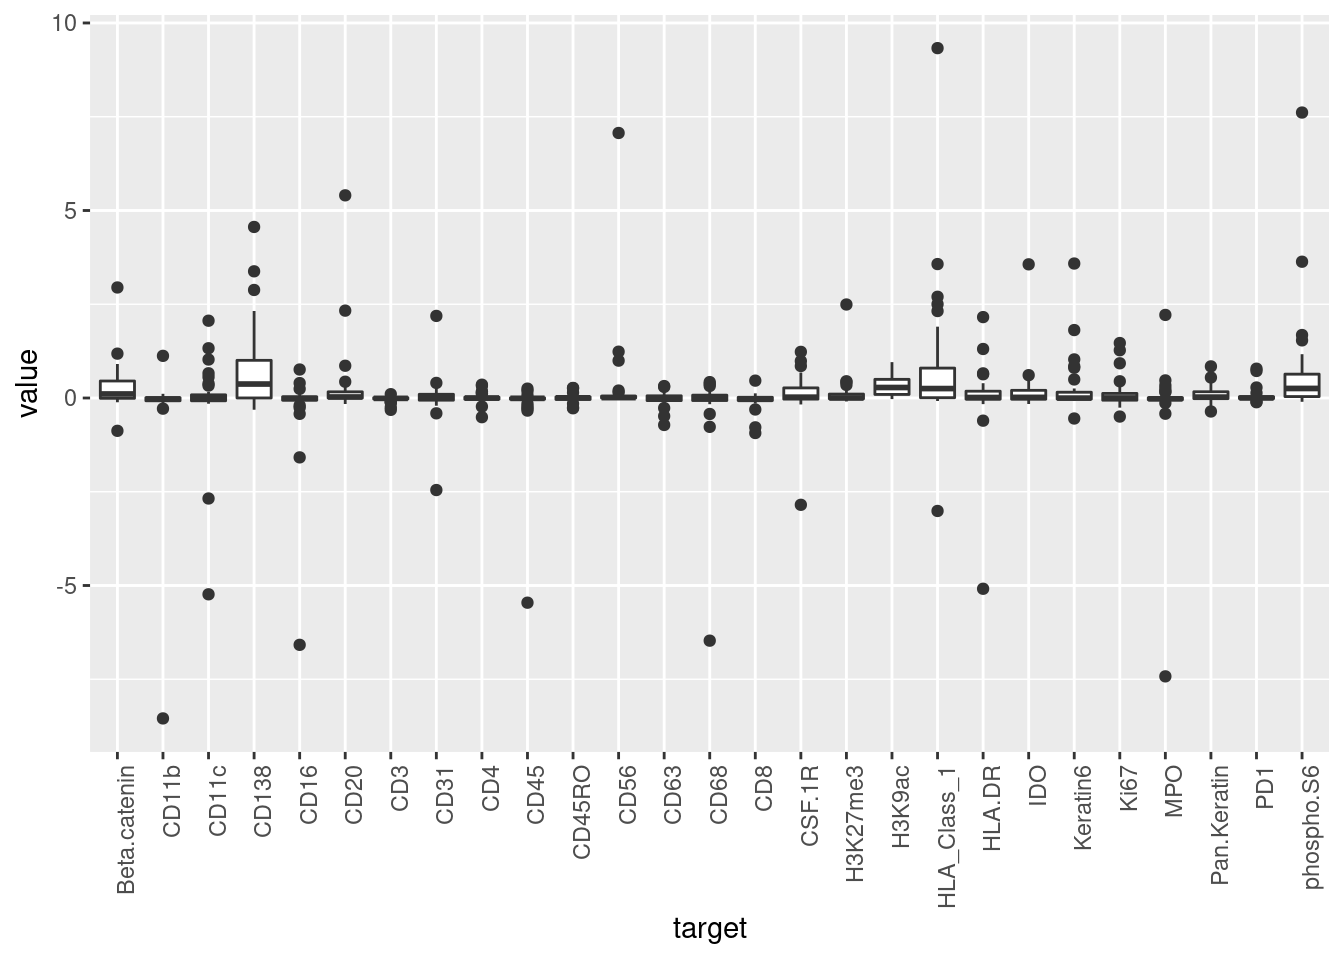 10
5
0
-5
value
Beta.catenin
CD11b
CD11c
CD138
CD16
CD20
CD3
CD31
CD4
CD45
CD45RO
CD56
CD63
CD68
CD8
CSF.1R
H3K27me3
H3K9ac
HLA_Class_1
HLA.DR
IDO
Keratin6
Ki67
MPO
Pan.Keratin
PD1
phospho.S6
target